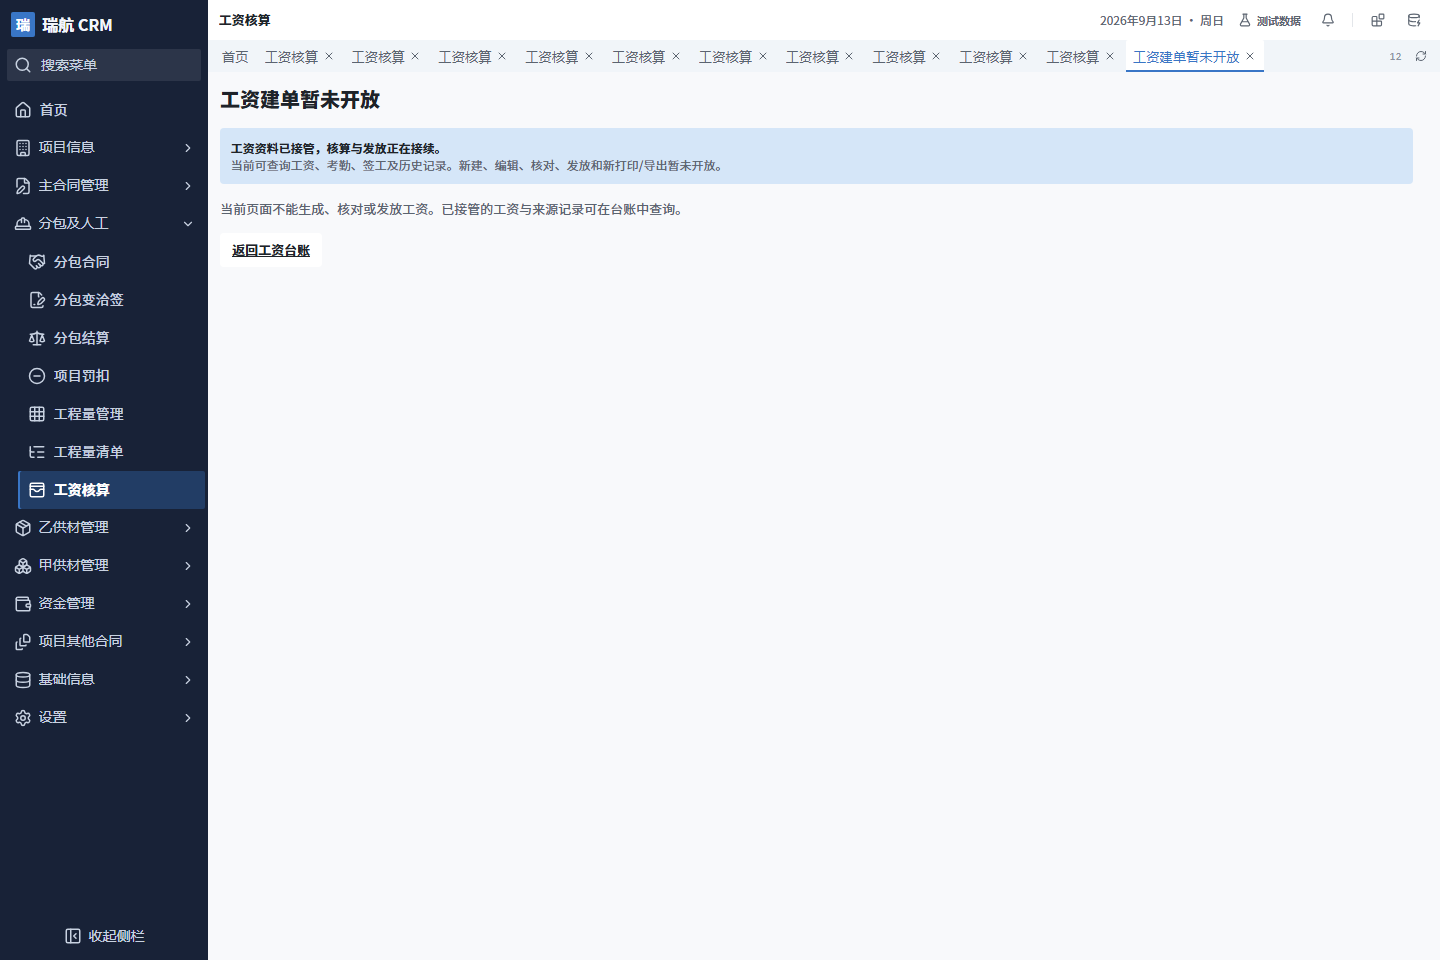 瑞 瑞航 CRM
搜索菜单
首页
项目信息
主合同管理
分包及人工
分包合同
分包变洽签
分包结算
项目罚扣
工程量管理
工程量清单
工资核算
乙供材管理
甲供材管理
资金管理
项目其他合同
基础信息
设置
收起侧栏
工资核算
2026年9月13日 • 周日 测试数据
首页 工资核算 工资核算 工资核算 工资核算 工资核算 工资核算 工资核算 工资核算 工资核算 工资核算 工资建单暂未开放 12
工资建单暂未开放
工资资料已接管，核算与发放正在接续。
当前可查询工资、考勤、签工及历史记录。新建、编辑、核对、发放和新打印/导出暂未开放。
当前页面不能生成、核对或发放工资。已接管的工资与来源记录可在台账中查询。
返回工资台账